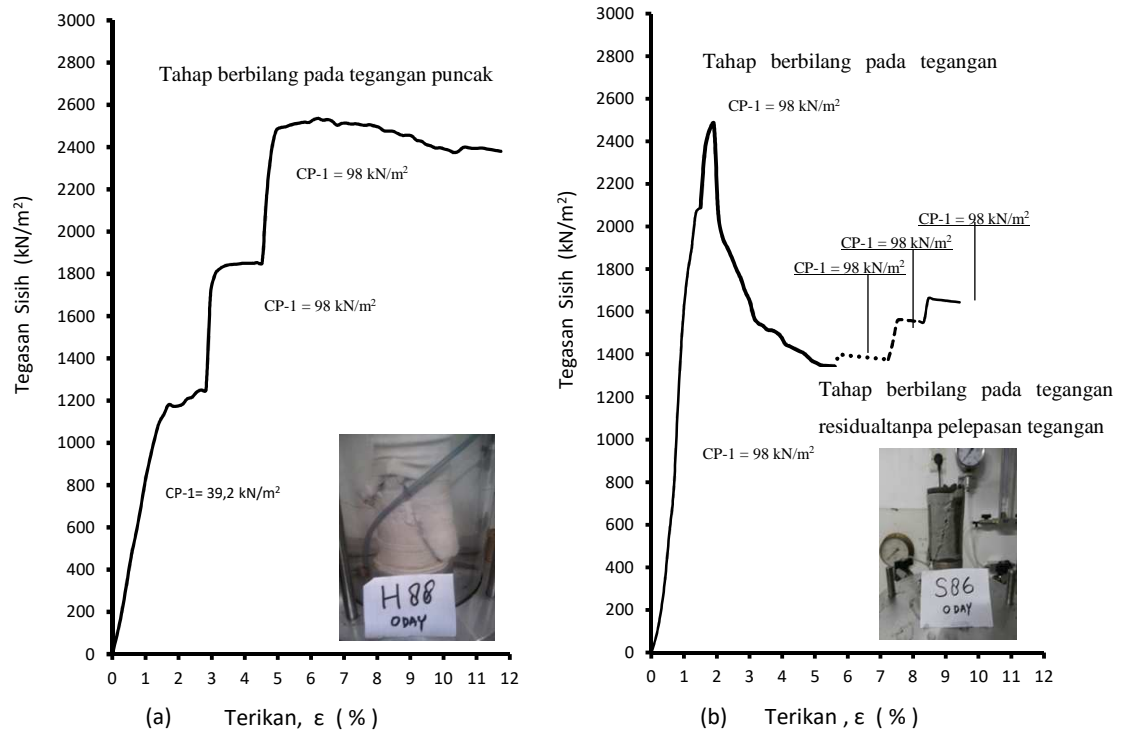 3000
2800
2600
2400
2200
2000
1800
1600
1400
1200
1000
800
600
400
200
0
Tegasan Sisih (kN/m²)
Tahap berbilang pada tegangan puncak
CP-1 = 98 kN/m²
CP-1 = 98 kN/m²
CP-1= 39,2 kN/m²
H88
0 DAY
0 1 2 3 4 5 6 7 8 9 10 11 12
(a) Terikan, ε ( % )
3000
2800
2600
2400
2200
2000
1800
1600
1400
1200
1000
800
600
400
200
0
Tegasan Sisih (kN/m²)
Tahap berbilang pada tegangan
CP-1 = 98 kN/m²
CP-1 = 98 kN/m²
CP-1 = 98 kN/m²
CP-1 = 98 kN/m²
Tahap berbilang pada tegangan
residualtanpa pelepasan tegangan
CP-1 = 98 kN/m²
S86
0 DAY
0 1 2 3 4 5 6 7 8 9 10 11 12
(b) Terikan , ε ( % )